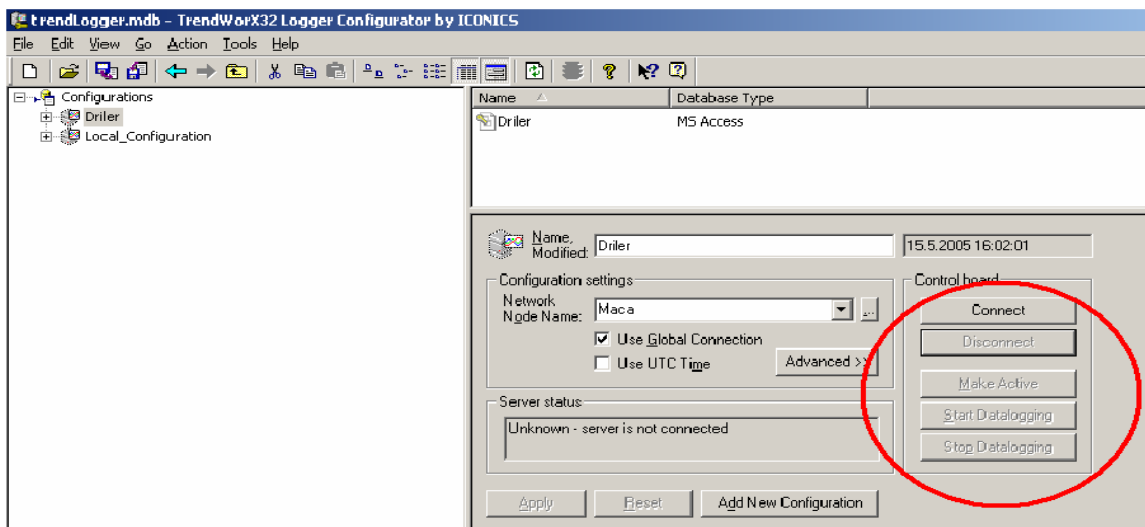 trendLogger.mdb - TrendWorX32 Logger Configurator by ICONICS
File Edit View Go Action Tools Help
Configurations
Driler
Local_Configuration
Name Database Type
Driler MS Access
Name, Modified: Driler 15.5.2005 16:02:01
Configuration settings
Network Node Name: Maca ...
Use Global Connection
Use UTC Time
Advanced >>
Server status
Unknown - server is not connected
Control board
Connect
Disconnect
Make Active
Start Datalogging
Stop Datalogging
Apply Reset Add New Configuration